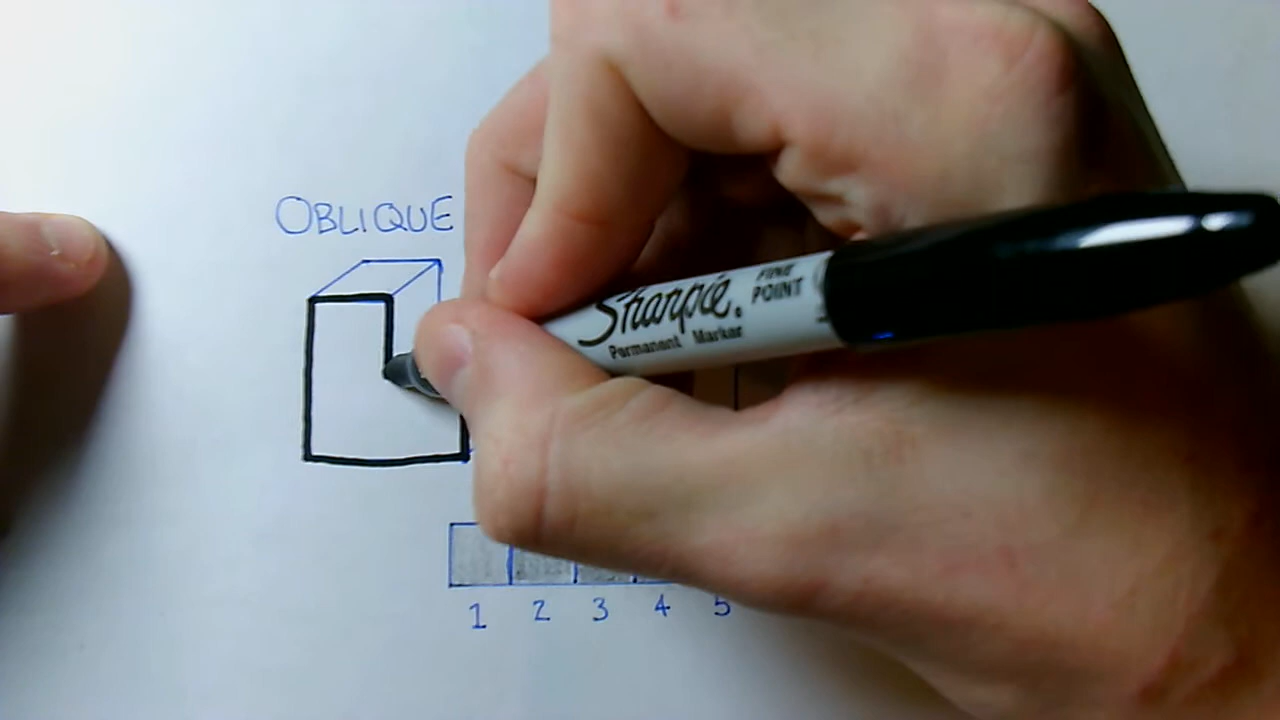 OBLIQUE
Sharpie.
FINE
POINT
Permanent Marker
1 2 3 4 5